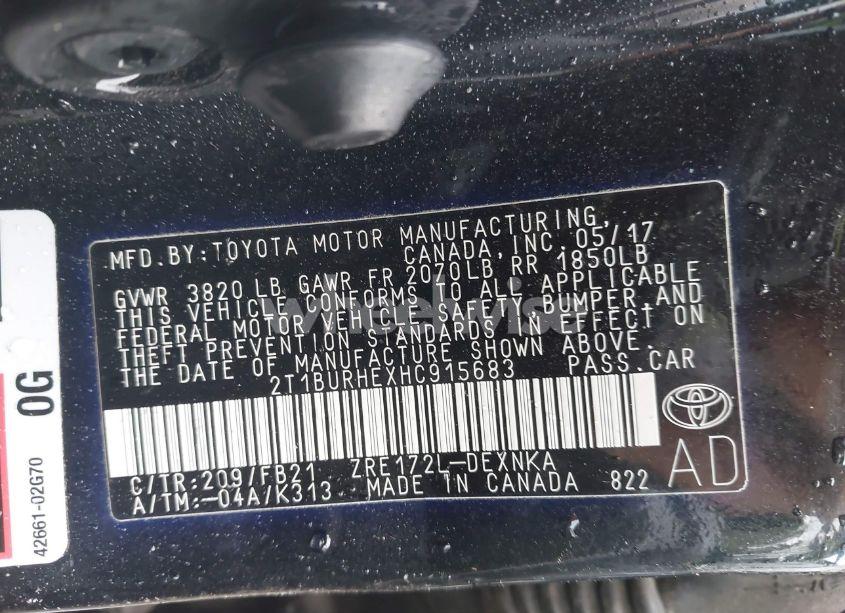 MFD.BY:TOYOTA MOTOR MANUFACTURING,
CANADA,INC. 05/17
GVWR 3820 LB GAWR FR 2070LB RR 1850LB
THIS VEHICLE CONFORMS TO ALL APPLICABLE
FEDERAL MOTOR VEHICLE SAFETY,BUMPER,AND
THEFT PREVENTION STANDARDS IN EFFECT ON
THE DATE OF MANUFACTURE SHOWN ABOVE.
2T1BURHEXHC915683 PASS.CAR
C/TR:209/FB21 ZRE172L-DEXNKA
A/TM:-04A/K313 MADE IN CANADA 822
AD
0G
42661-02G70
wheelwise